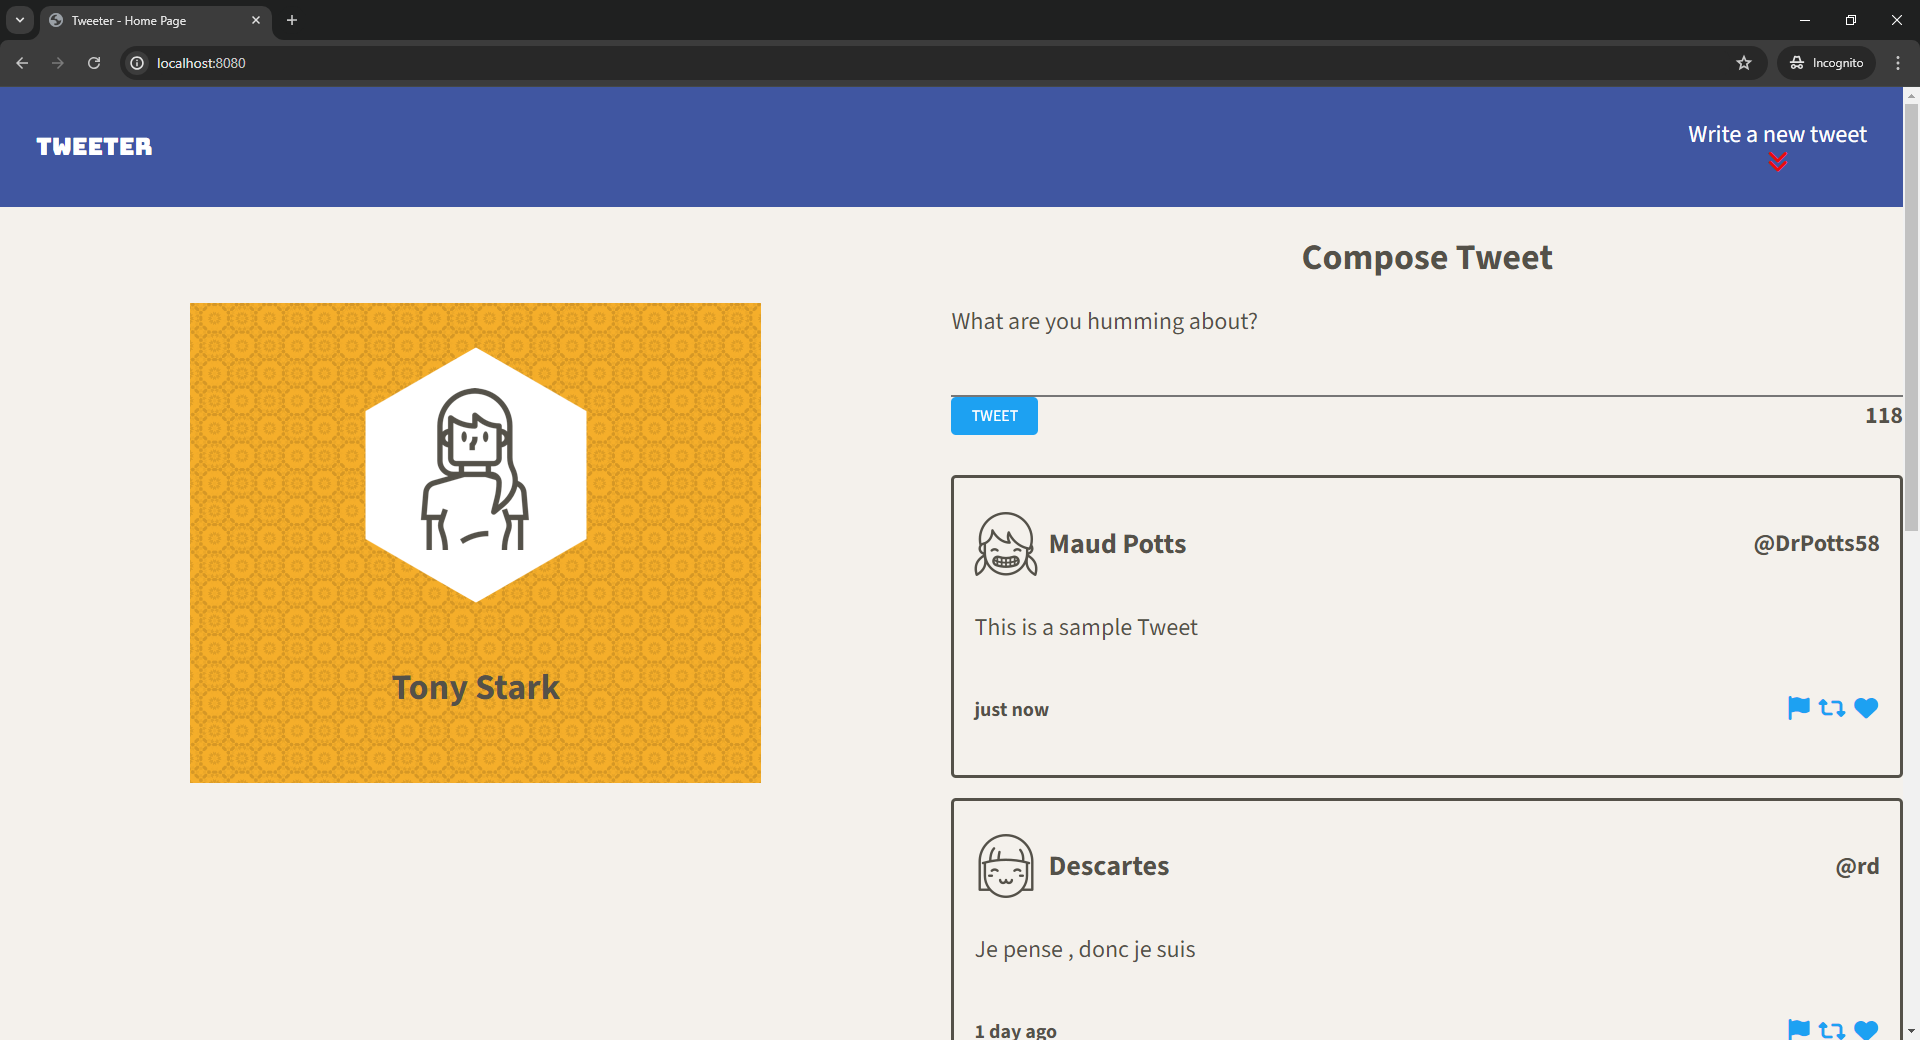 Tweeter - Home Page
localhost:8080
Incognito
TWEETER
Write a new tweet
Compose Tweet
What are you humming about?
TWEET
118
Tony Stark
Maud Potts
@DrPotts58
This is a sample Tweet
just now
Descartes
@rd
Je pense , donc je suis
1 day ago